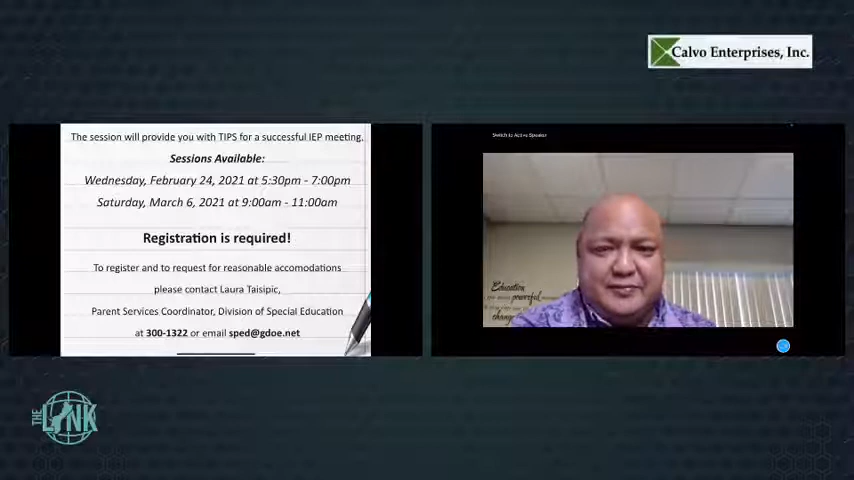 Calvo Enterprises, Inc.
The session will provide you with TIPS for a successful IEP meeting.
Sessions Available:
Wednesday, February 24, 2021 at 5:30pm - 7:00pm
Saturday, March 6, 2021 at 9:00am - 11:00am
Registration is required!
To register and to request for reasonable accomodations
please contact Laura Taisipic,
Parent Services Coordinator, Division of Special Education
at 300-1322 or email sped@gdoe.net
Switch to Active Speaker
Education
powerful
change
THE LINK